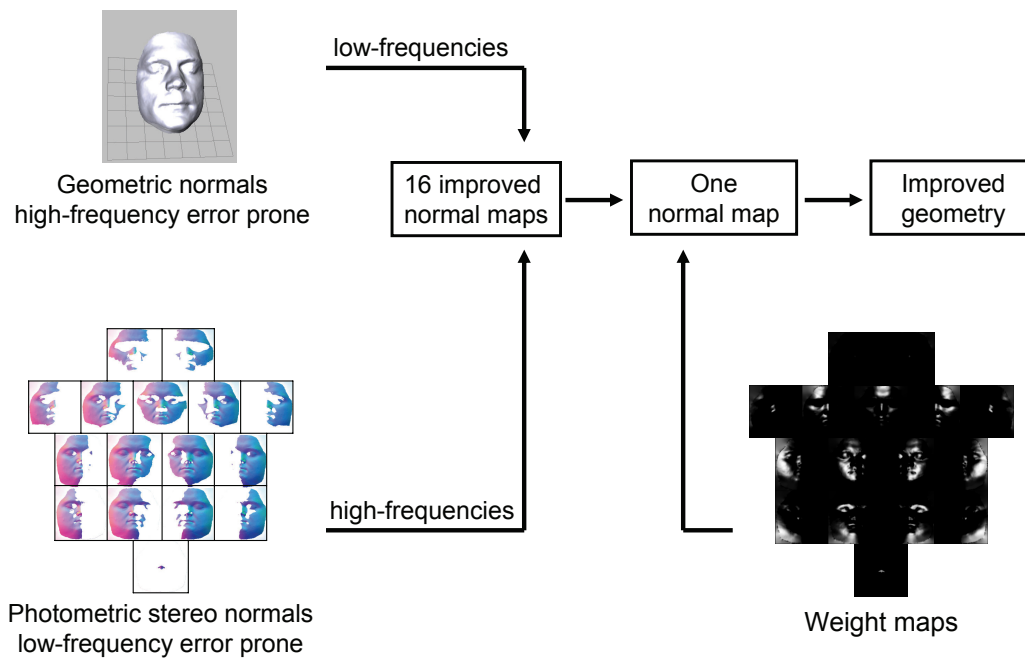 low-frequencies
Geometric normals
high-frequency error prone
16 improved
normal maps
One
normal map
Improved
geometry
high-frequencies
Photometric stereo normals
low-frequency error prone
Weight maps